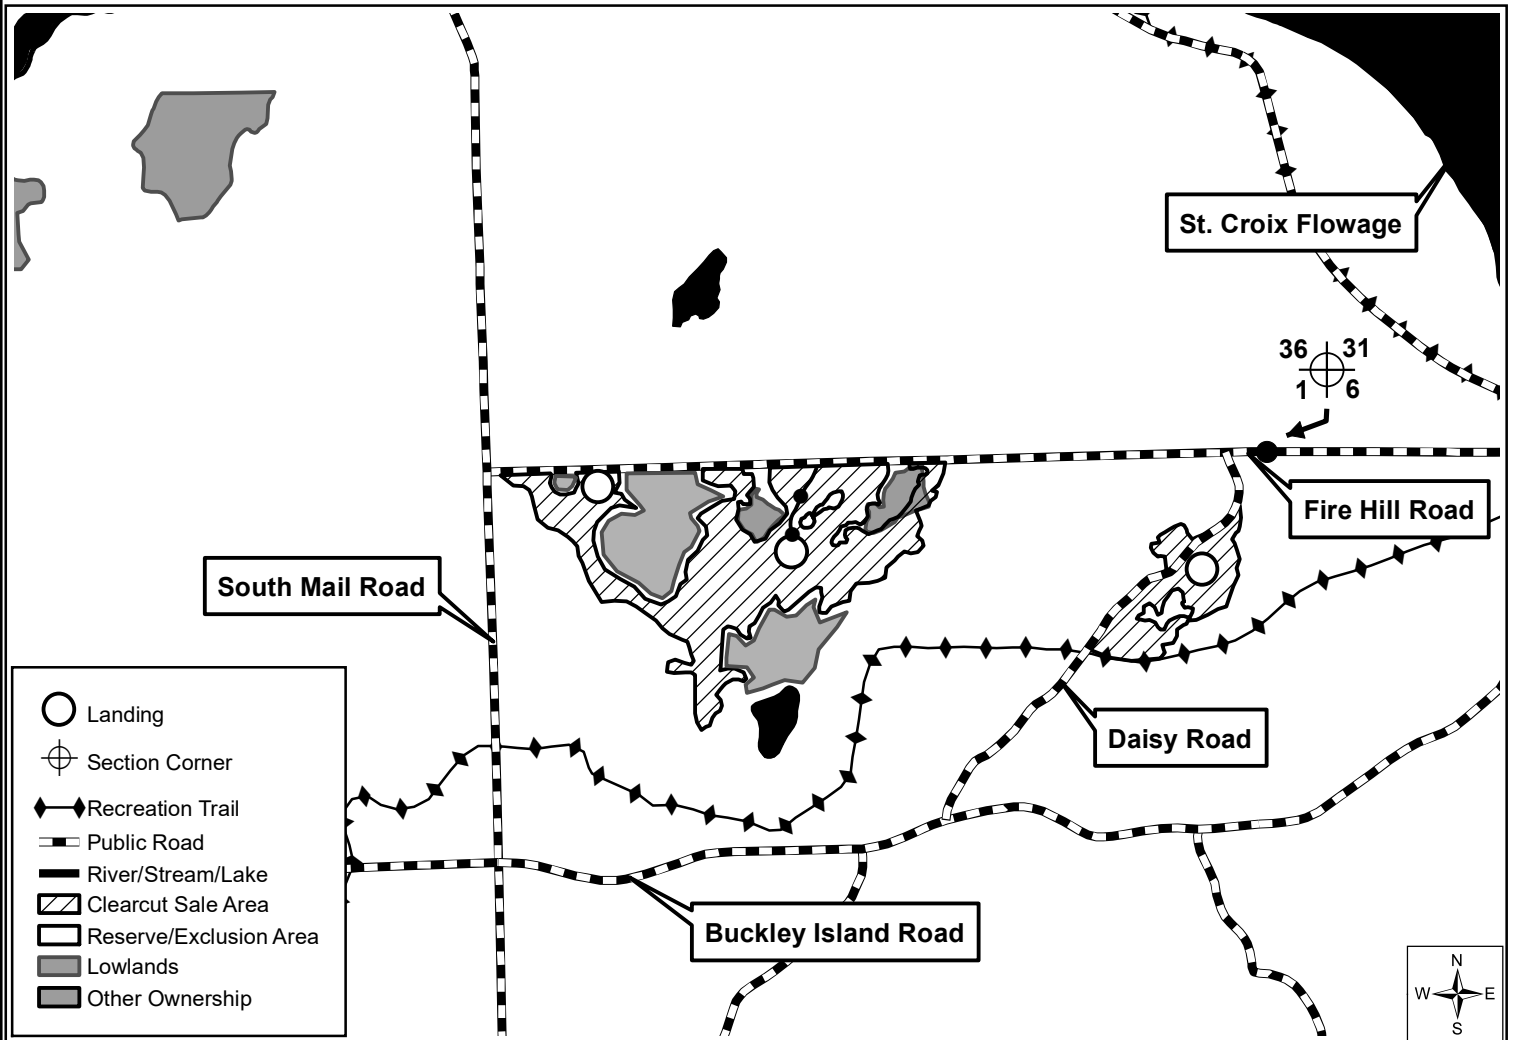 St. Croix Flowage
36 31
1 6
Fire Hill Road
South Mail Road
Daisy Road
Buckley Island Road
Landing
Section Corner
Recreation Trail
Public Road
River/Stream/Lake
Clearcut Sale Area
Reserve/Exclusion Area
Lowlands
Other Ownership
N
W E
S